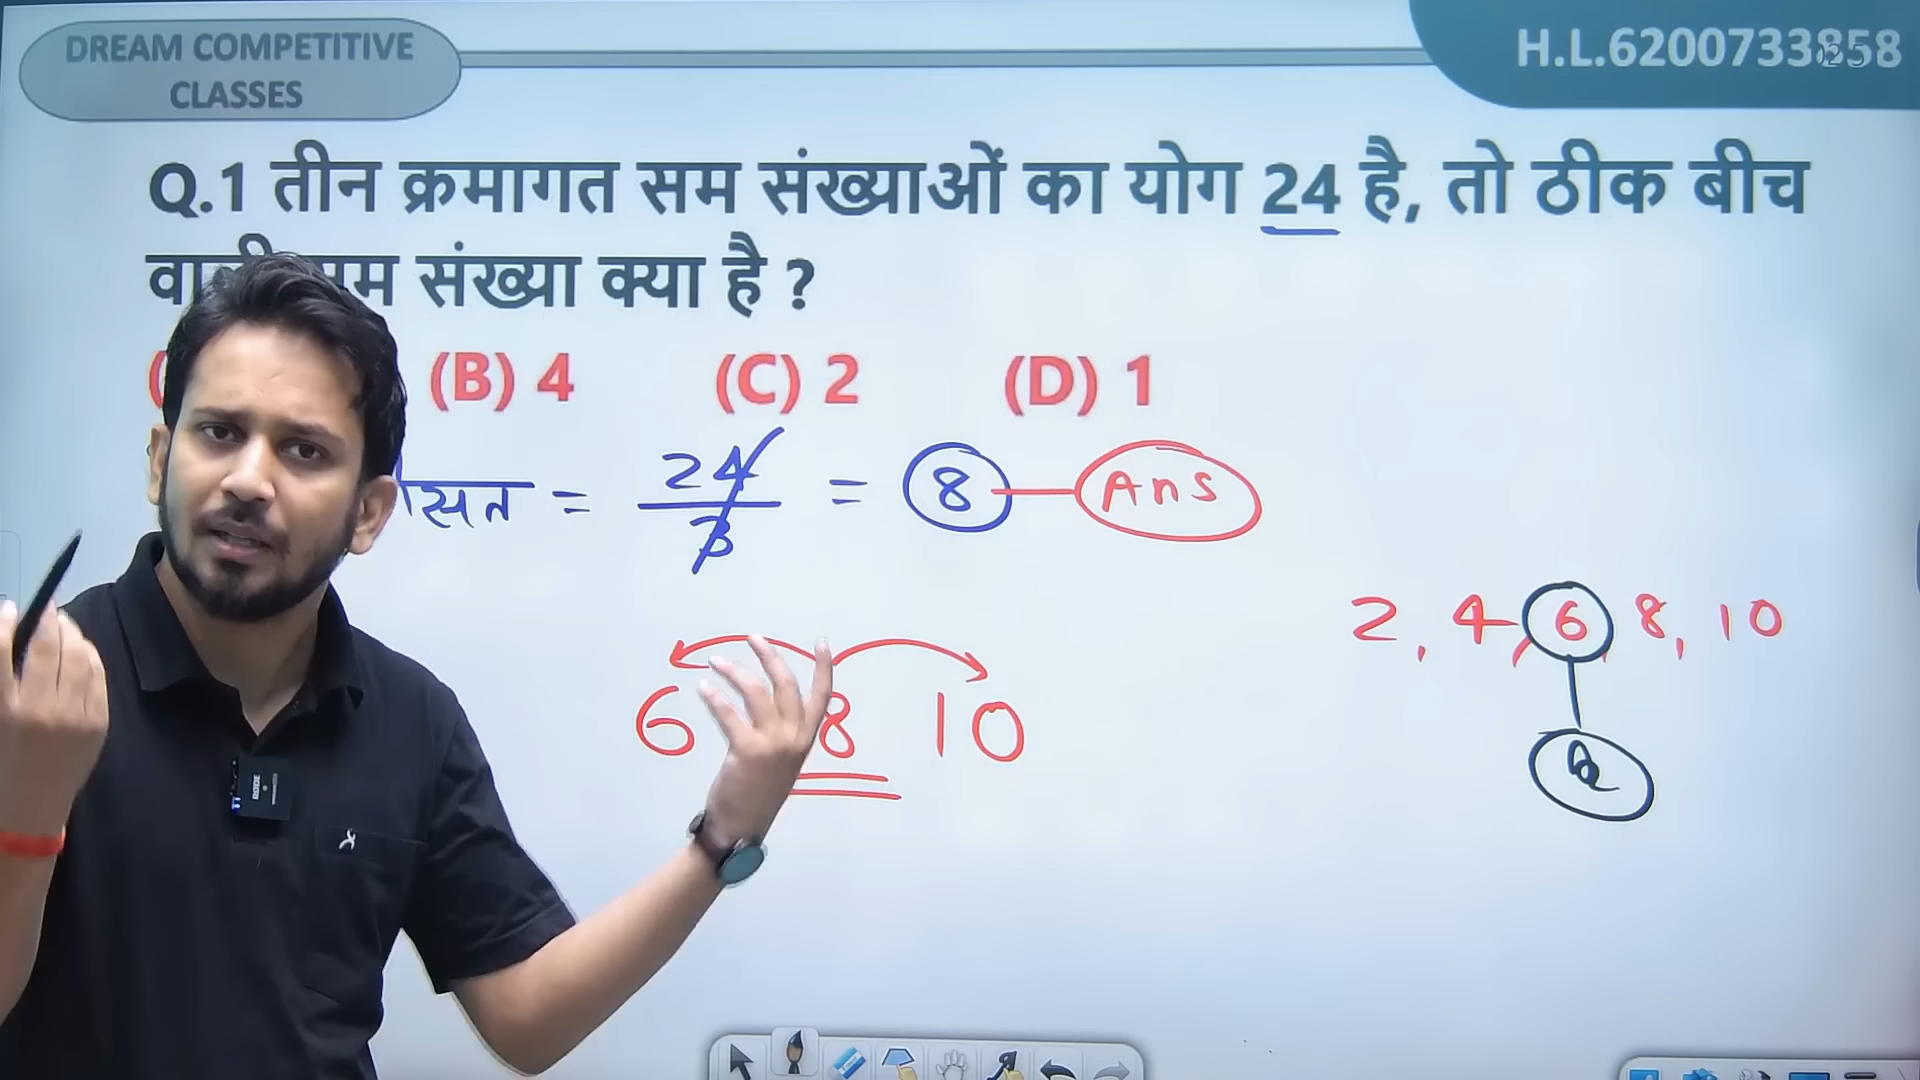 DREAM COMPETITIVE
CLASSES
H.L.6200733858
Q.1 तीन क्रमागत सम संख्याओं का योग 24 है, तो ठीक बीच
संख्या क्या है ?
(B) 4 (C) 2 (D) 1
= 24/3 = 8 Ans
2, 4, 6, 8, 10
6 8 10
RØDE